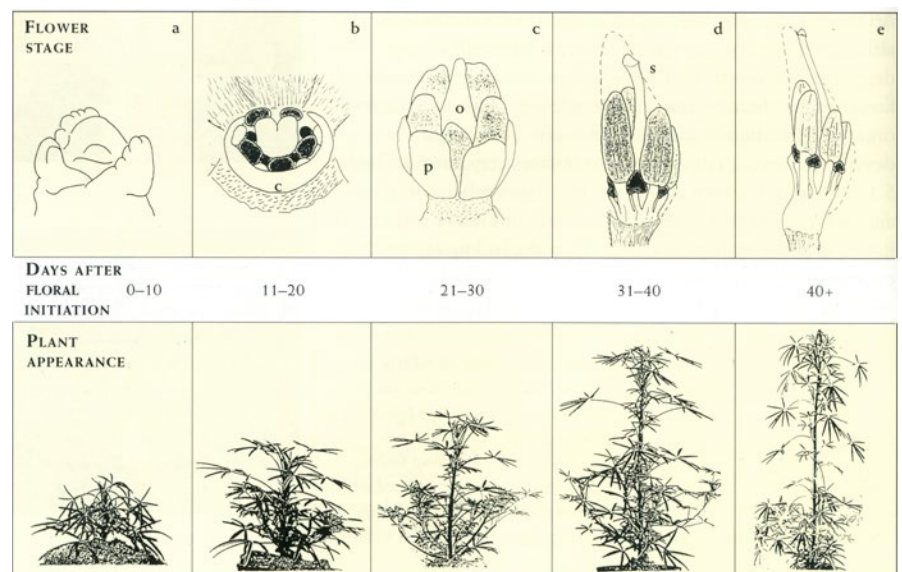 FLOWER STAGE a b c d e
c
o
p
s
DAYS AFTER
FLORAL 0–10 11–20 21–30 31–40 40+
INITIATION
PLANT
APPEARANCE